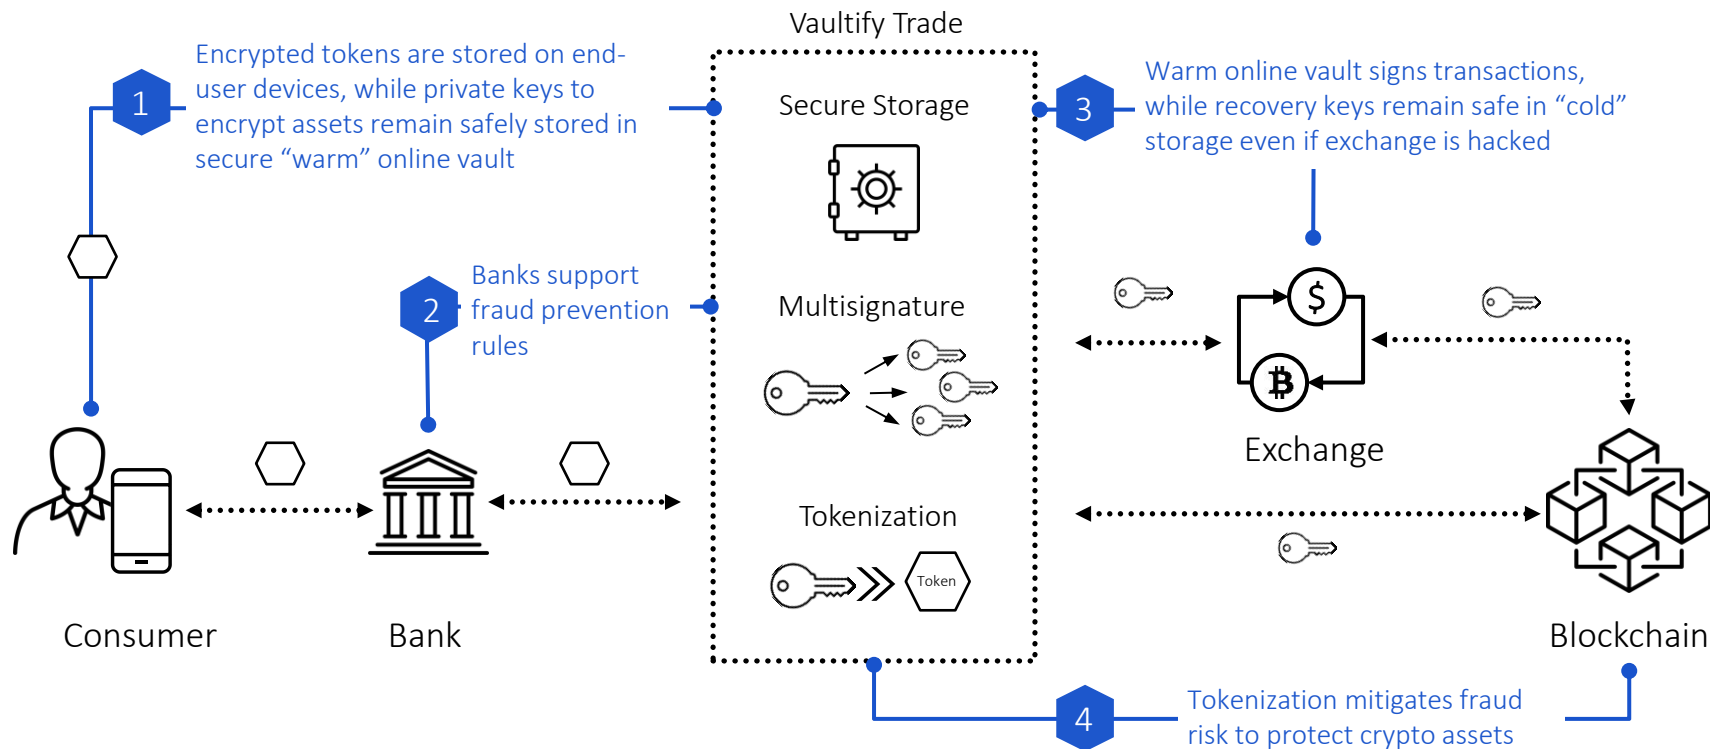 Vaultify Trade
1
Encrypted tokens are stored on end-
user devices, while private keys to
encrypt assets remain safely stored in
secure “warm” online vault
Secure Storage
3
Warm online vault signs transactions,
while recovery keys remain safe in “cold”
storage even if exchange is hacked
2
Banks support
fraud prevention
rules
Multisignature
$
₿
Exchange
Tokenization
Token
Consumer
Bank
Blockchain
4
Tokenization mitigates fraud
risk to protect crypto assets